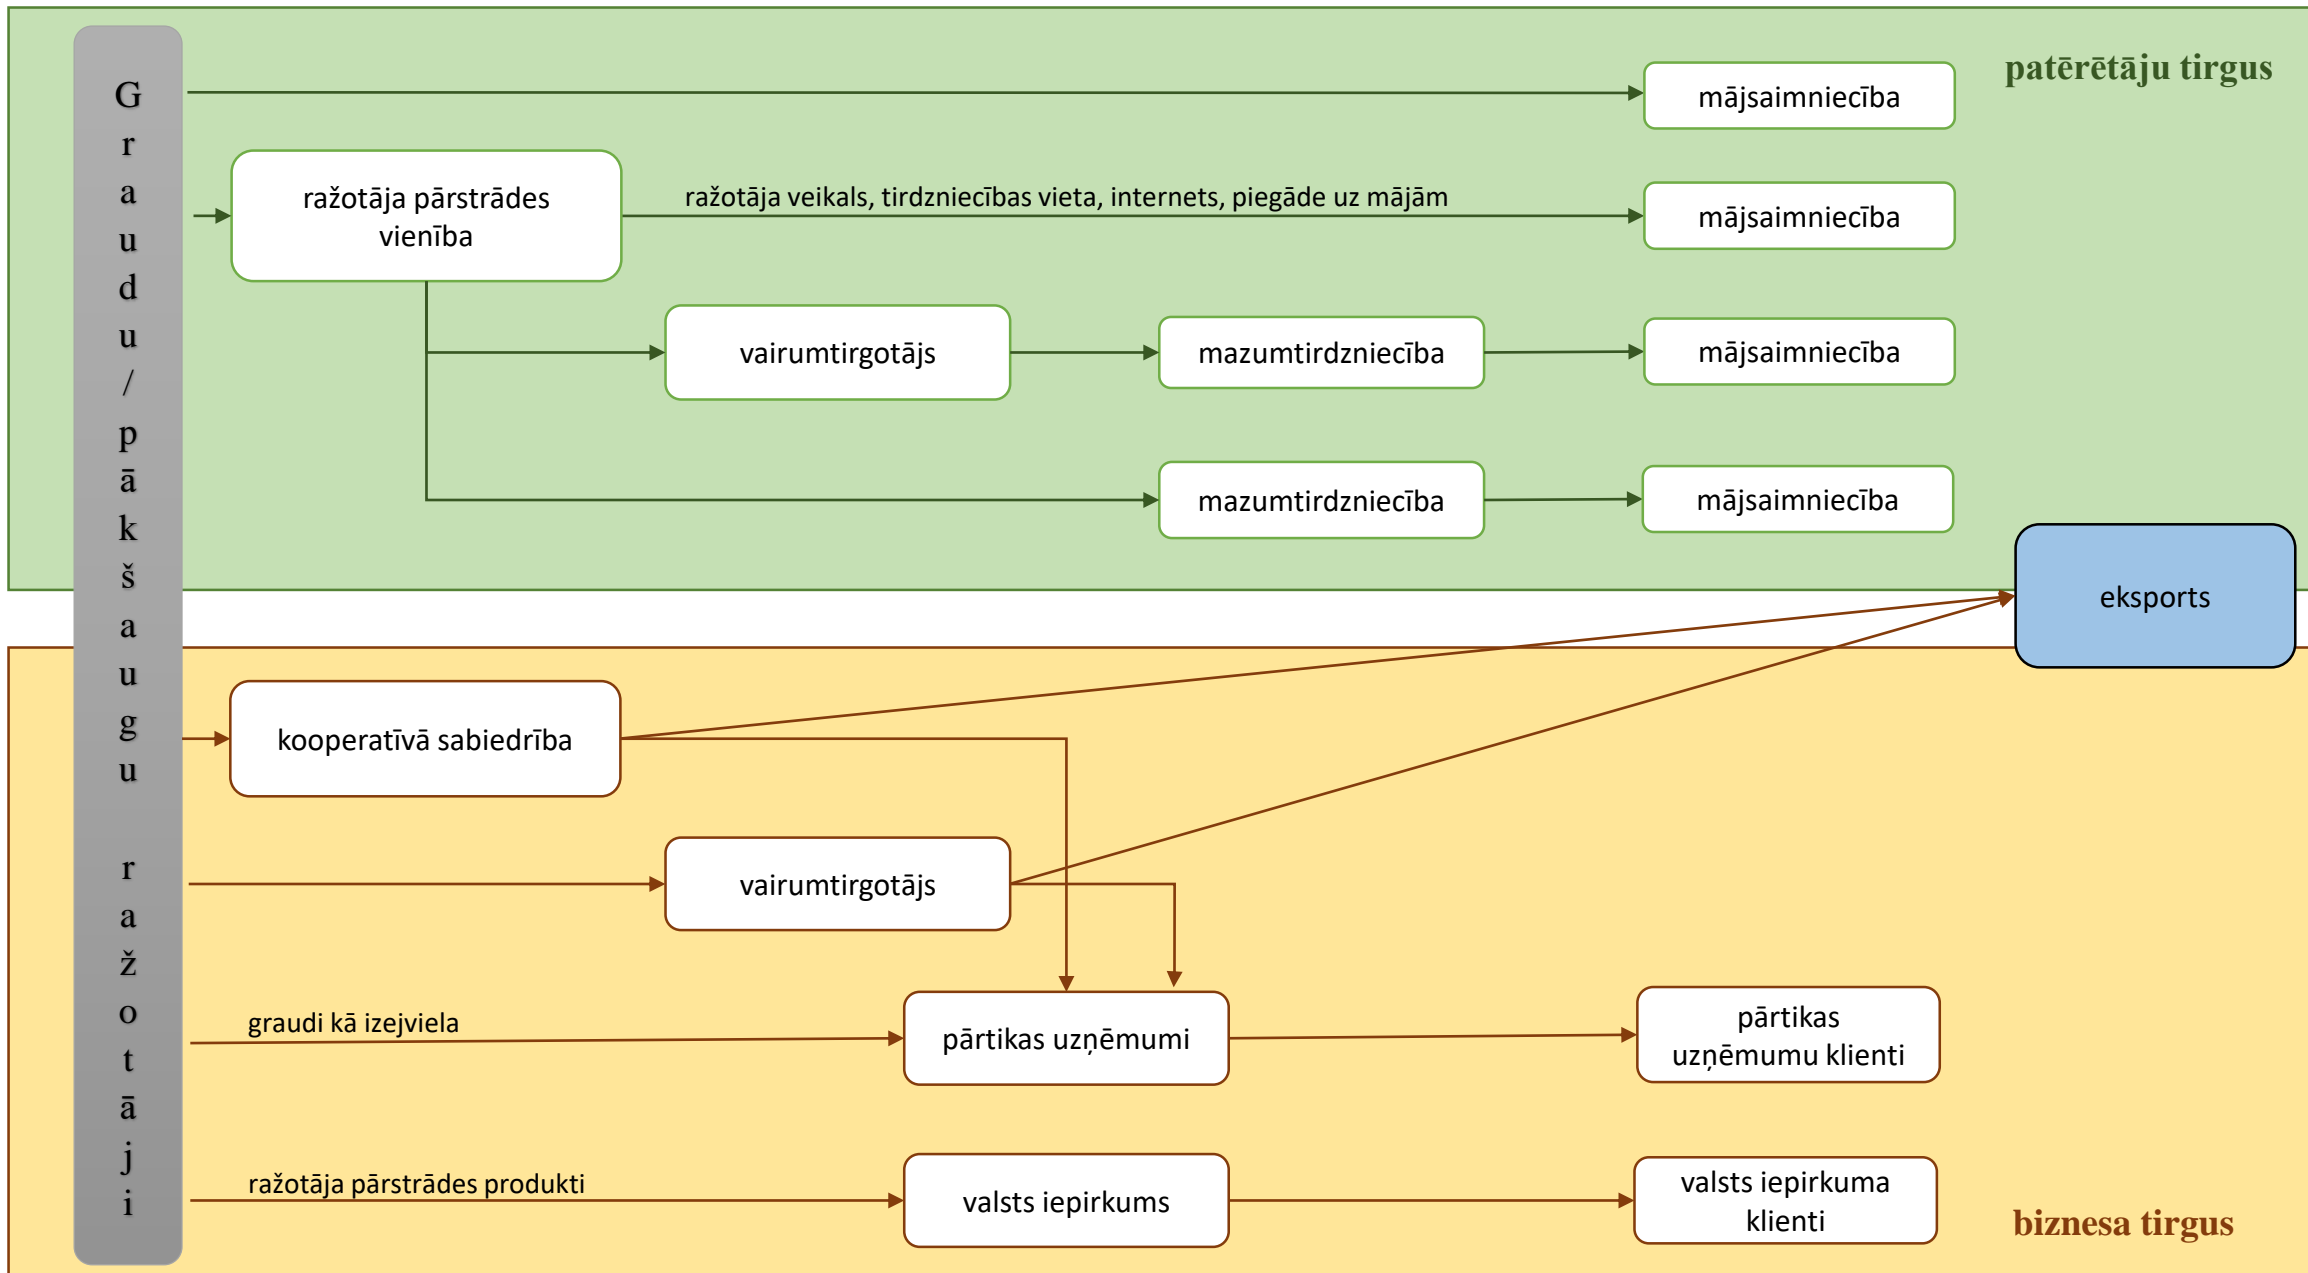 Graudu/pākšaugu ražotāji
patērētāju tirgus
mājsaimniecība
ražotāja pārstrādes
vienība
ražotāja veikals, tirdzniecības vieta, internets, piegāde uz mājām
mājsaimniecība
vairumtirgotājs
mazumtirdzniecība
mājsaimniecība
mazumtirdzniecība
mājsaimniecība
eksports
kooperatīvā sabiedrība
vairumtirgotājs
graudi kā izejviela
pārtikas uzņēmumi
pārtikas
uzņēmumu klienti
ražotāja pārstrādes produkti
valsts iepirkums
valsts iepirkuma
klienti
biznesa tirgus